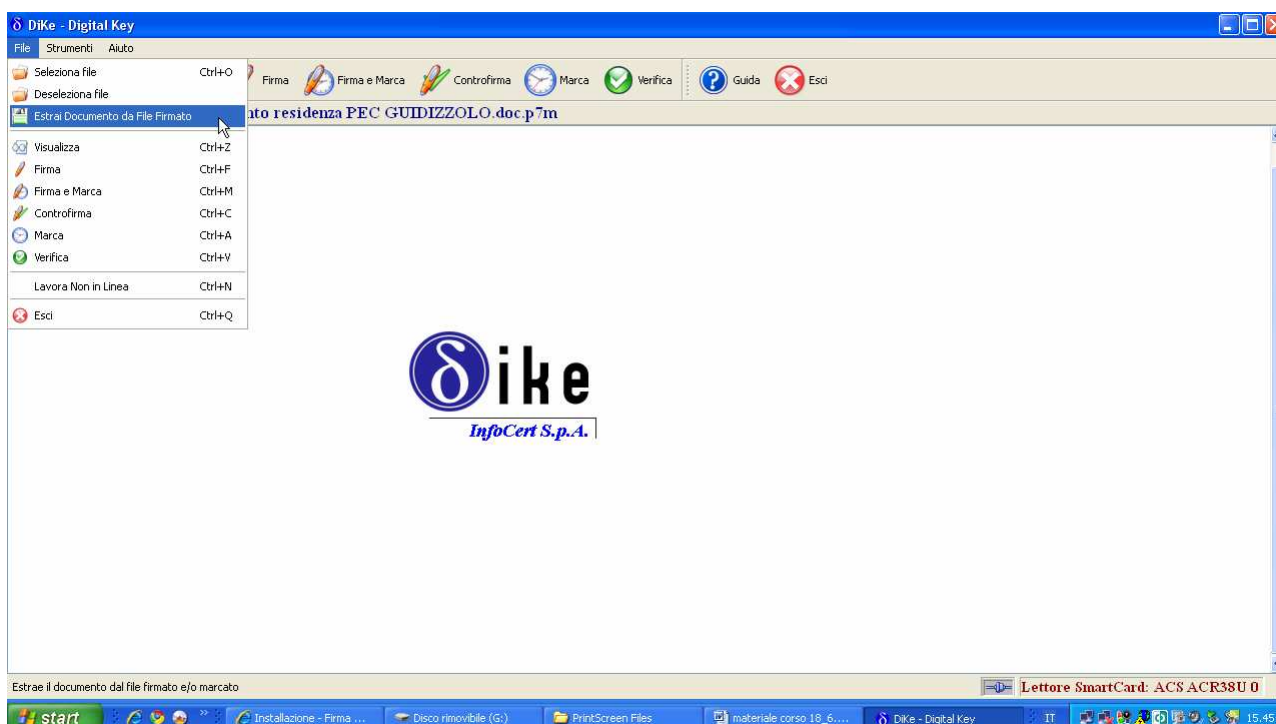 δ DiKe - Digital Key
File Strumenti Aiuto
Seleziona file Ctrl+O
Deseleziona file
Estrai Documento da File Firmato
Visualizza Ctrl+Z
Firma Ctrl+F
Firma e Marca Ctrl+M
Controfirma Ctrl+C
Marca Ctrl+A
Verifica Ctrl+V
Lavora Non in Linea Ctrl+N
Esci Ctrl+Q
Firma Firma e Marca Controfirma Marca Verifica Guida Esci
nto residenza PEC GUIDIZZOLO.doc.p7m
δike
InfoCert S.p.A.
Estrae il documento dal file firmato e/o marcato
Lettore SmartCard: ACS ACR38U 0
start Installazione - Firma ... Disco rimovibile (G:) PrintScreen Files materiale corso 18_6.... δ DiKe - Digital Key IT 15.45